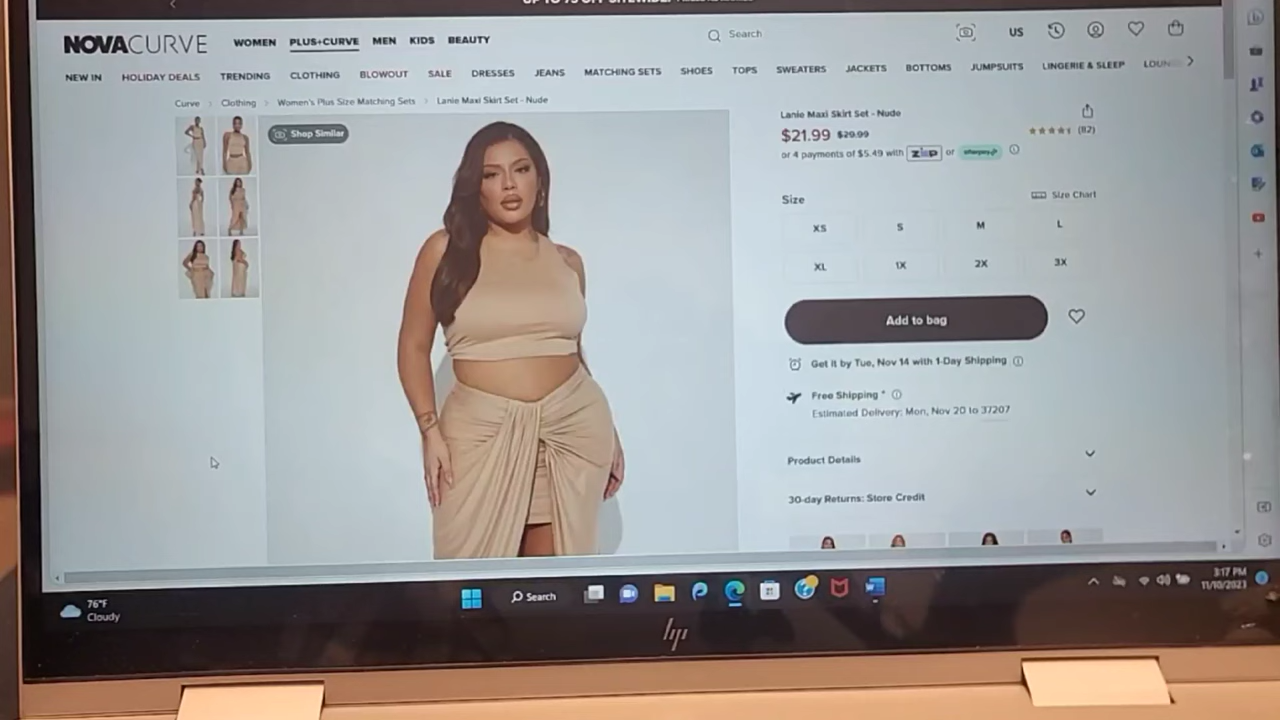 NOVACURVE
WOMEN PLUS+CURVE MEN KIDS BEAUTY
Search
US
NEW IN HOLIDAY DEALS TRENDING CLOTHING BLOWOUT SALE DRESSES JEANS MATCHING SETS SHOES TOPS SWEATERS JACKETS BOTTOMS JUMPSUITS LINGERIE & SLEEP
Curve > Clothing > Women's Plus Size Matching Sets > Lanie Maxi Skirt Set - Nude
Shop Similar
Lanie Maxi Skirt Set - Nude
$21.99 $29.99
(82)
or 4 payments of $5.49 with Zip or afterpay
Size
Size Chart
XS S M L
XL 1X 2X 3X
Add to bag
Get it by Tue, Nov 14 with 1-Day Shipping
Free Shipping *
Estimated Delivery: Mon, Nov 20 to 37207
Product Details
30-day Returns: Store Credit
76°F
Cloudy
Search
3:17 PM
11/10/2023
hp